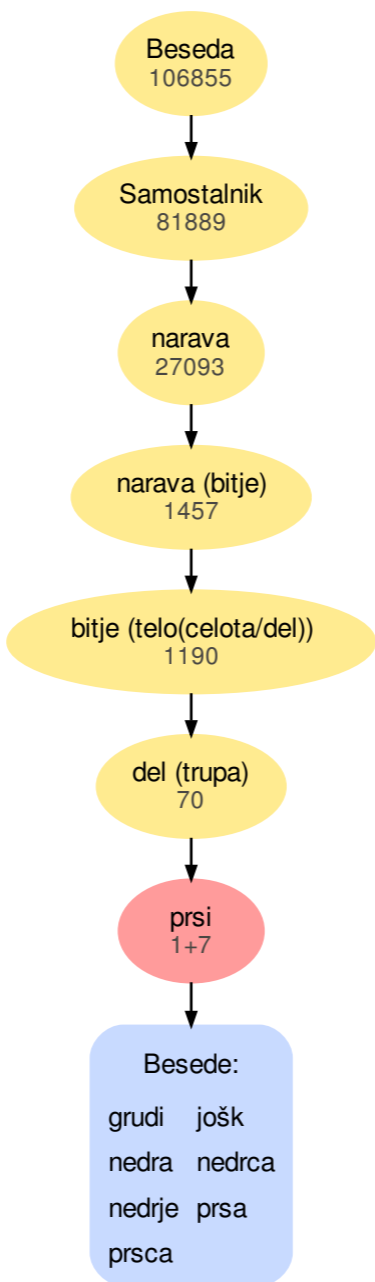 Beseda
106855
Samostalnik
81889
narava
27093
narava (bitje)
1457
bitje (telo(celota/del))
1190
del (trupa)
70
prsi
1+7
Besede:
grudi jošk
nedra nedrca
nedrje prsa
prsca